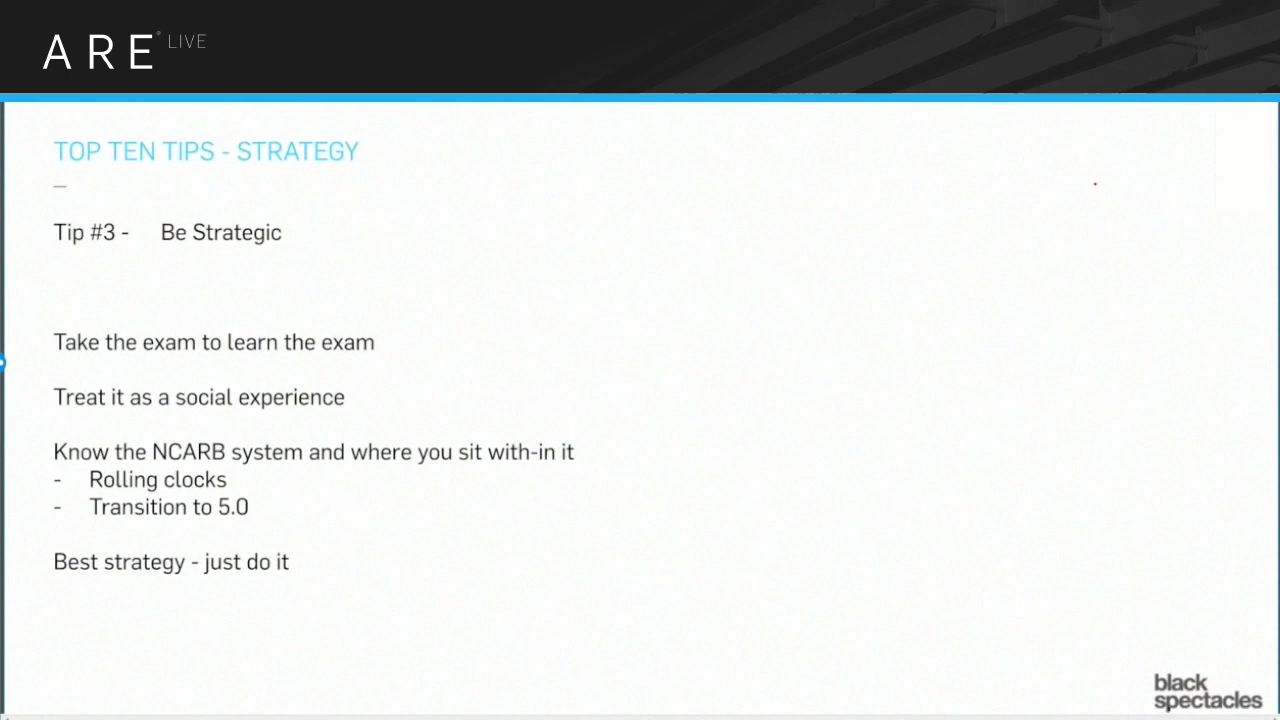 ARE® LIVE
TOP TEN TIPS - STRATEGY
—
Tip #3 - Be Strategic
Take the exam to learn the exam
Treat it as a social experience
Know the NCARB system and where you sit with-in it
- Rolling clocks
- Transition to 5.0
Best strategy - just do it
black
spectacles